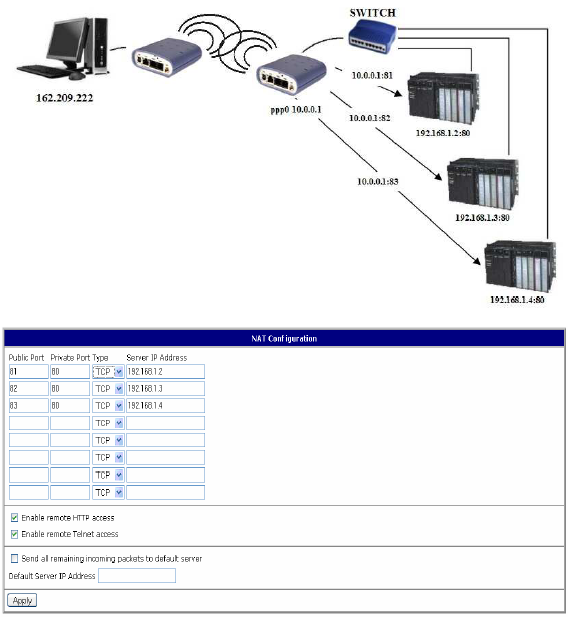 SWITCH
162.209.222
ppp0 10.0.0.1
10.0.0.1:81
192.168.1.2:80
10.0.0.1:82
192.168.1.3:80
10.0.0.1:83
192.168.1.4:80
NAT Configuration
Public Port Private Port Type Server IP Address
81 80 TCP 192.168.1.2
82 80 TCP 192.168.1.3
83 80 TCP 192.168.1.4
TCP
TCP
TCP
TCP
TCP
Enable remote HTTP access
Enable remote Telnet access
Send all remaining incoming packets to default server
Default Server IP Address
Apply